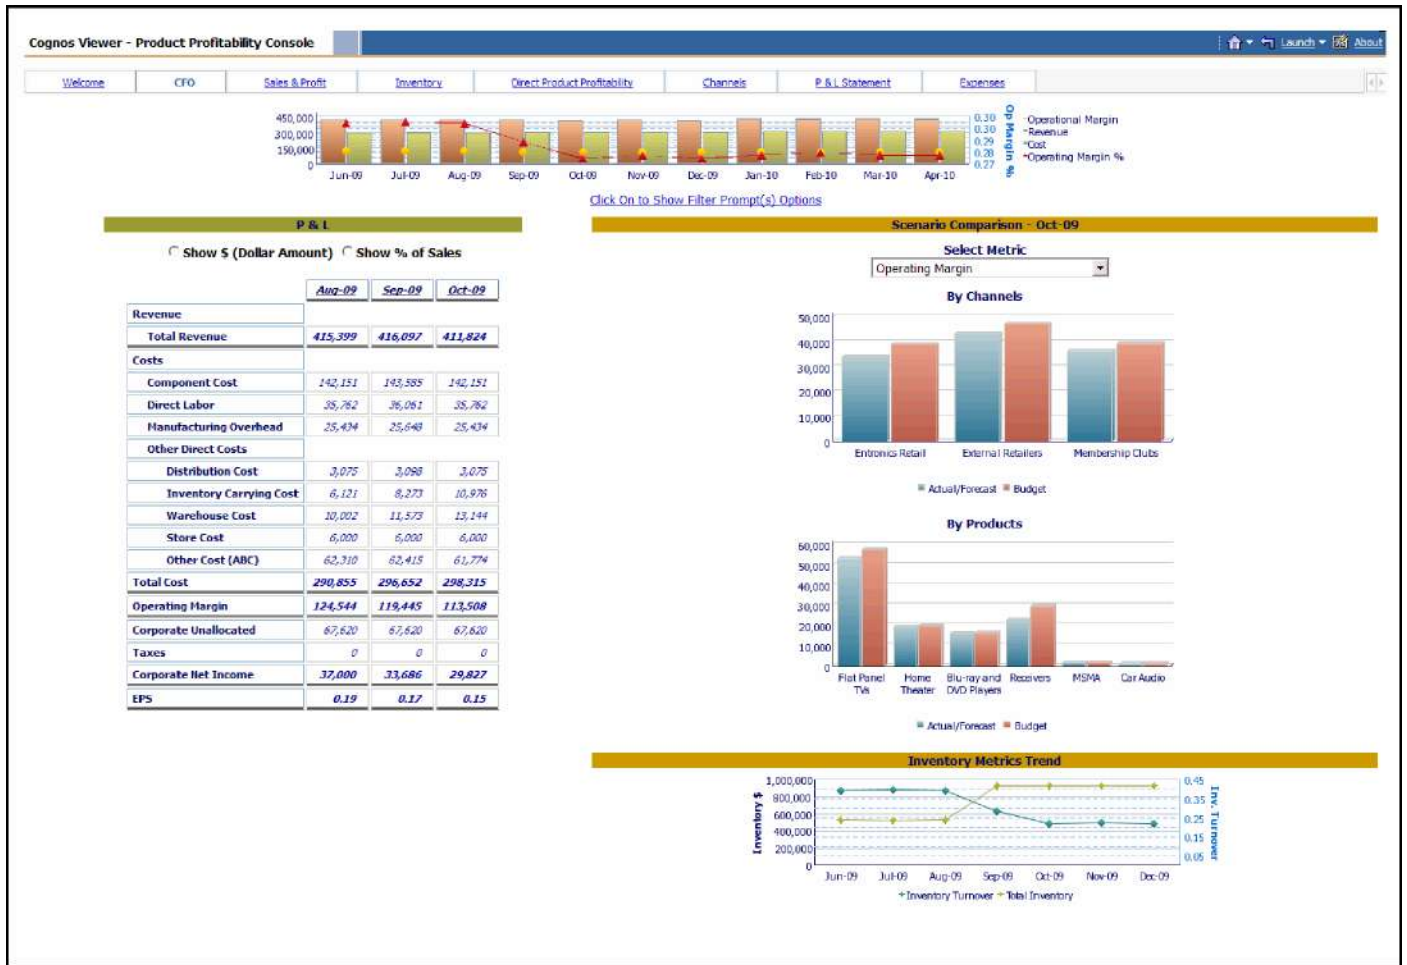 Cognos Viewer - Product Profitability Console
Launch About
Welcome CFO Sales & Profit Inventory Direct Product Profitability Channels P & L Statement Expenses
450,000
300,000
150,000
0
0.30
0.30
0.29
0.28
0.27
Op Margin %
Operational Margin
Revenue
Cost
Operating Margin %
Jun-09 Jul-09 Aug-09 Sep-09 Oct-09 Nov-09 Dec-09 Jan-10 Feb-10 Mar-10 Apr-10
Click On to Show Filter Prompt(s) Options
P & L
Show $ (Dollar Amount) Show % of Sales
Aug-09 Sep-09 Oct-09
Revenue
Total Revenue 415,399 416,097 411,824
Costs
Component Cost 142,151 143,585 142,151
Direct Labor 35,762 36,061 35,762
Manufacturing Overhead 25,434 25,648 25,434
Other Direct Costs
Distribution Cost 3,075 3,098 3,075
Inventory Carrying Cost 6,121 8,273 10,976
Warehouse Cost 10,002 11,573 13,144
Store Cost 6,000 6,000 6,000
Other Cost (ABC) 62,310 62,415 61,774
Total Cost 290,855 296,652 298,315
Operating Margin 124,544 119,445 113,508
Corporate Unallocated 67,620 67,620 67,620
Taxes 0 0 0
Corporate Net Income 37,000 33,686 29,827
EPS 0.19 0.17 0.15
Scenario Comparison - Oct-09
Select Metric
Operating Margin
By Channels
50,000
40,000
30,000
20,000
10,000
0
Entronics Retail External Retailers Membership Clubs
Actual/Forecast Budget
By Products
60,000
50,000
40,000
30,000
20,000
10,000
0
Flat Panel Home Blu-ray and Receivers MSMA Car Audio
TVs Theater DVD Players
Actual/Forecast Budget
Inventory Metrics Trend
Inventory $
1,000,000
800,000
600,000
400,000
200,000
0
0.45
0.35
0.25
0.15
0.05
Inv. Turnover
Jun-09 Jul-09 Aug-09 Sep-09 Oct-09 Nov-09 Dec-09
Inventory Turnover Total Inventory